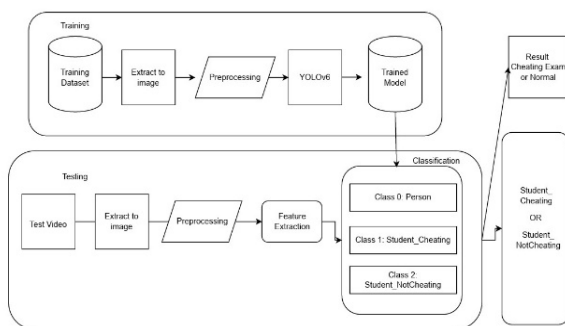 Training
Training
Dataset
Extract to
image
Preprocessing
YOLOv6
Trained
Model
Result
Cheating Exam
or Normal
Testing
Classification
Test Video
Extract to
image
Preprocessing
Feature
Extraction
Class 0: Person
Class 1: Student_Cheating
Class 2:
Student_NotCheating
Student_
Cheating
OR
Student_
NotCheating